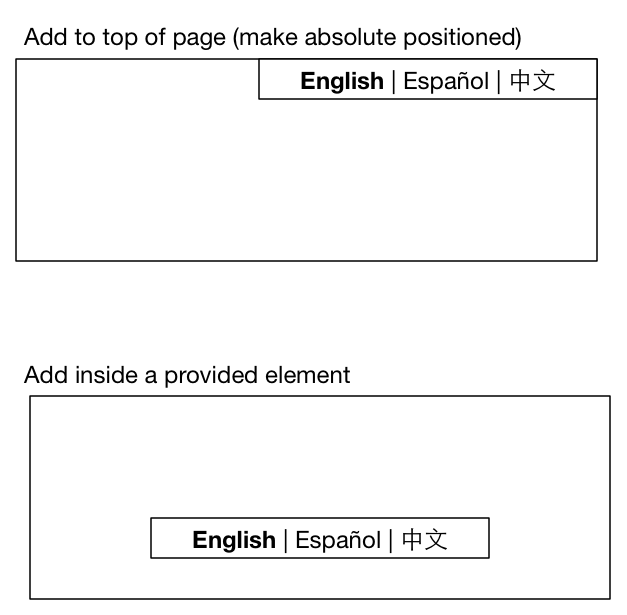 Add to top of page (make absolute positioned)
English | Español | 中文
Add inside a provided element
English | Español | 中文